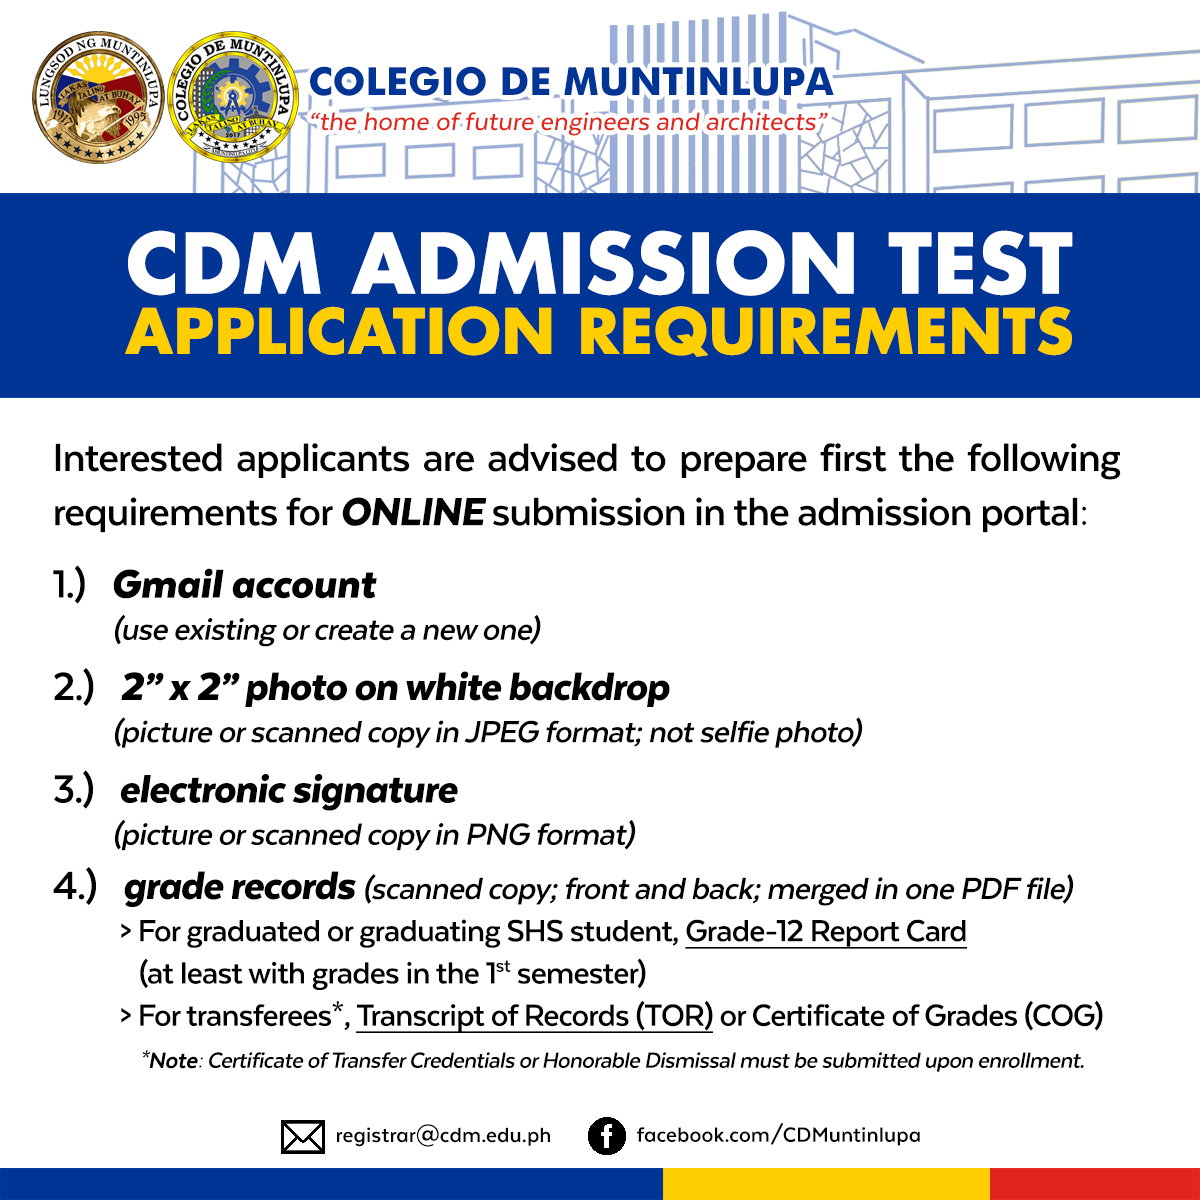 LUNGSOD NG MUNTINLUPA
LAKAS TALINO AT BUHAY
1917 1995
COLEGIO DE MUNTINLUPA
LAKAS TALINO AT BUHAY
2017
COLEGIO DE MUNTINLUPA
“the home of future engineers and architects”
CDM ADMISSION TEST
APPLICATION REQUIREMENTS
Interested applicants are advised to prepare first the following
requirements for ONLINE submission in the admission portal:
1.) Gmail account
(use existing or create a new one)
2.) 2” x 2” photo on white backdrop
(picture or scanned copy in JPEG format; not selfie photo)
3.) electronic signature
(picture or scanned copy in PNG format)
4.) grade records (scanned copy; front and back; merged in one PDF file)
> For graduated or graduating SHS student, Grade-12 Report Card
(at least with grades in the 1st semester)
> For transferees*, Transcript of Records (TOR) or Certificate of Grades (COG)
*Note: Certificate of Transfer Credentials or Honorable Dismissal must be submitted upon enrollment.
registrar@cdm.edu.ph
facebook.com/CDMuntinlupa